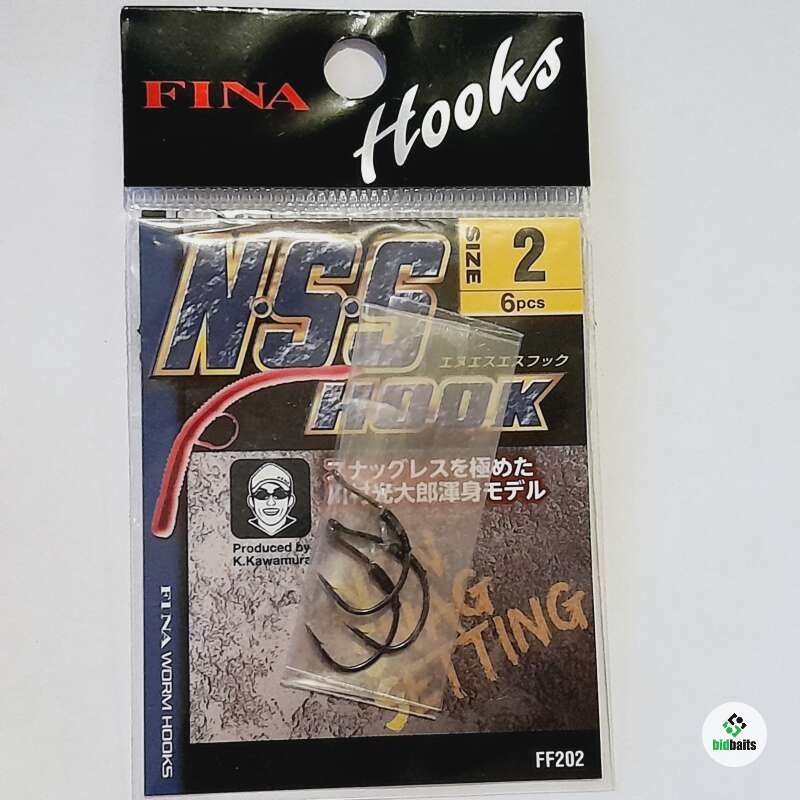 FINA
Hooks
N·S·S
SIZE
2
6pcs
エヌエスエスフック
HOOK
スナッグレスを極めた
村光大郎渾身モデル
Produced by
K.Kawamura
SETTING
FINA WORM HOOKS
FF202
bidbaits